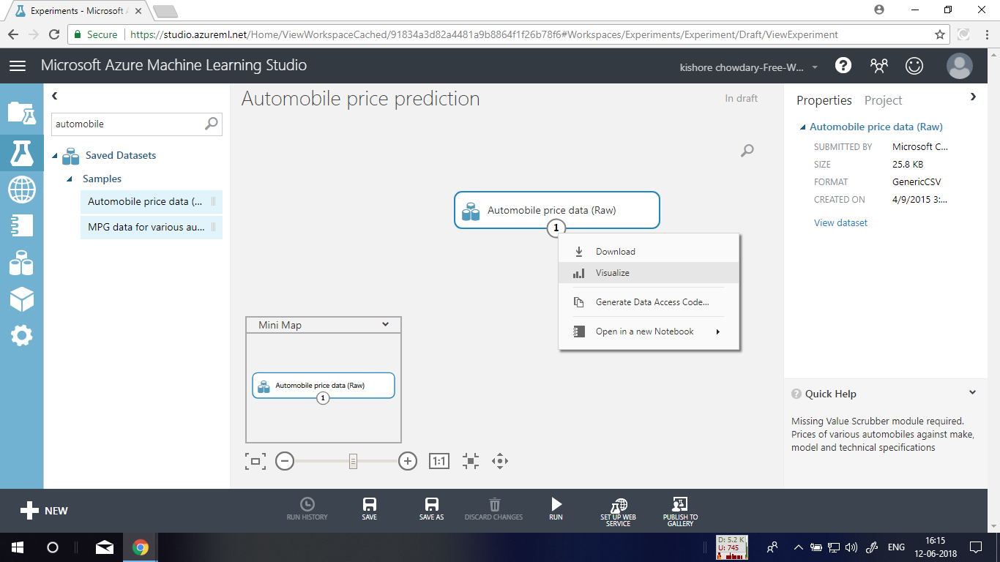 Experiments - Microsoft A
Secure
https://studio.azureml.net/Home/ViewWorkspaceCached/91834a3d82a4481a9b8864f1f26b78f6#Workspaces/Experiments/Experiment/Draft/ViewExperiment
Microsoft Azure Machine Learning Studio
kishore chowdary-Free-W...
?
automobile
Saved Datasets
Samples
Automobile price data (...
MPG data for various au...
Automobile price prediction
In draft
Automobile price data (Raw)
1
Download
Visualize
Generate Data Access Code...
Open in a new Notebook
Mini Map
Automobile price data (Raw)
1
1:1
Properties
Project
Automobile price data (Raw)
SUBMITTED BY Microsoft C...
SIZE 25.8 KB
FORMAT GenericCSV
CREATED ON 4/9/2015 3:...
View dataset
? Quick Help
Missing Value Scrubber module required.
Prices of various automobiles against make,
model and technical specifications
NEW
RUN HISTORY
SAVE
SAVE AS
DISCARD CHANGES
RUN
SET UP WEB
SERVICE
PUBLISH TO
GALLERY
D: 5.2 K
U: 745
ENG
16:15
12-06-2018